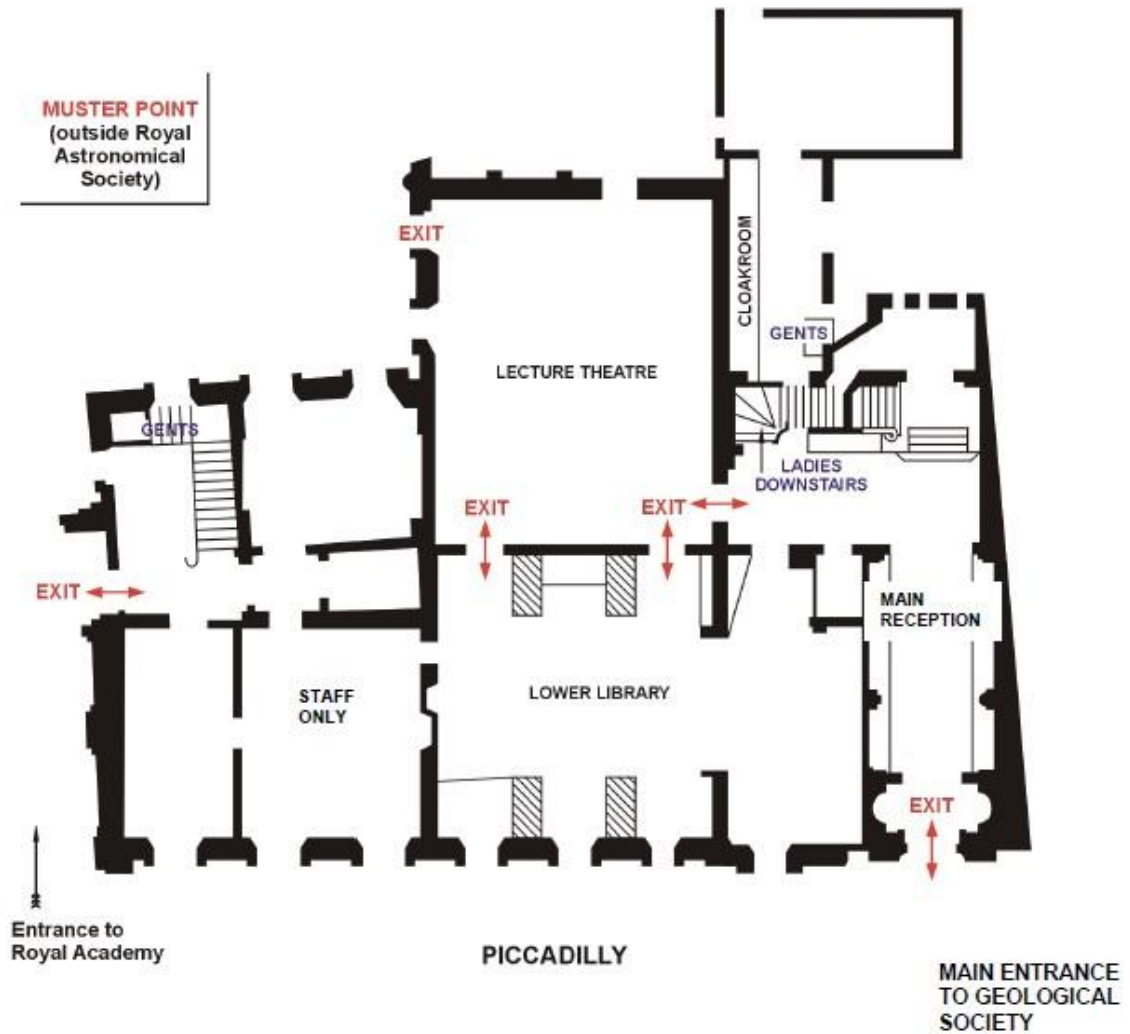 MUSTER POINT
(outside Royal
Astronomical
Society)
EXIT
CLOAKROOM
GENTS
LECTURE THEATRE
GENTS
LADIES
DOWNSTAIRS
EXIT
EXIT
EXIT
MAIN
RECEPTION
STAFF
ONLY
LOWER LIBRARY
EXIT
Entrance to
Royal Academy
PICCADILLY
MAIN ENTRANCE
TO GEOLOGICAL
SOCIETY